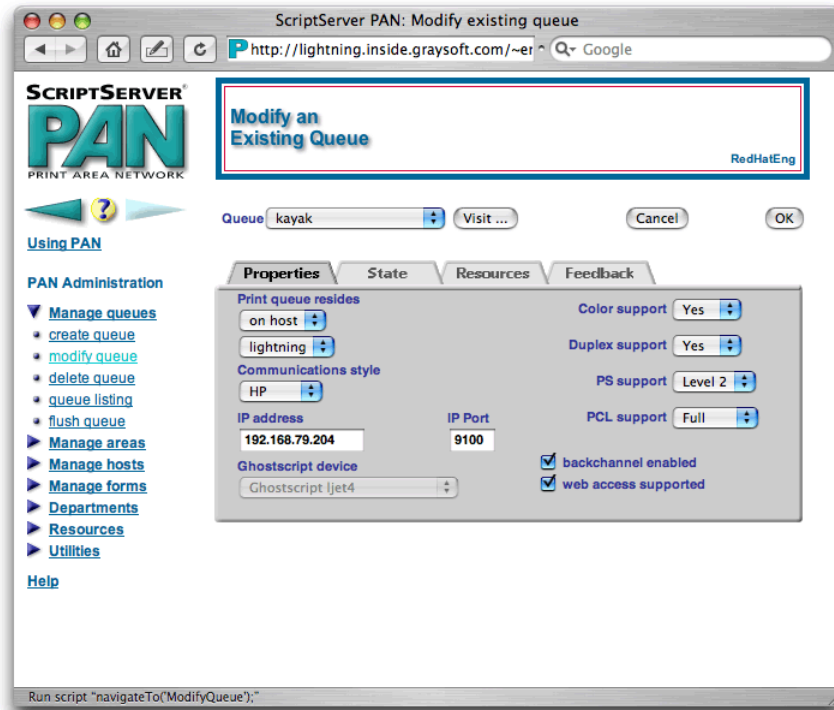 ScriptServer PAN: Modify existing queue
http://lightning.inside.graysoft.com/~er
Google
SCRIPTSERVER®
PAN
PRINT AREA NETWORK
Modify an
Existing Queue
RedHatEng
?
Using PAN
PAN Administration
Manage queues
create queue
modify queue
delete queue
queue listing
flush queue
Manage areas
Manage hosts
Manage forms
Departments
Resources
Utilities
Help
Queue kayak Visit ... Cancel OK
Properties State Resources Feedback
Print queue resides
on host
lightning
Communications style
HP
IP address IP Port
192.168.79.204 9100
Ghostscript device
Ghostscript ljet4
Color support Yes
Duplex support Yes
PS support Level 2
PCL support Full
backchannel enabled
web access supported
Run script "navigateTo('ModifyQueue');"